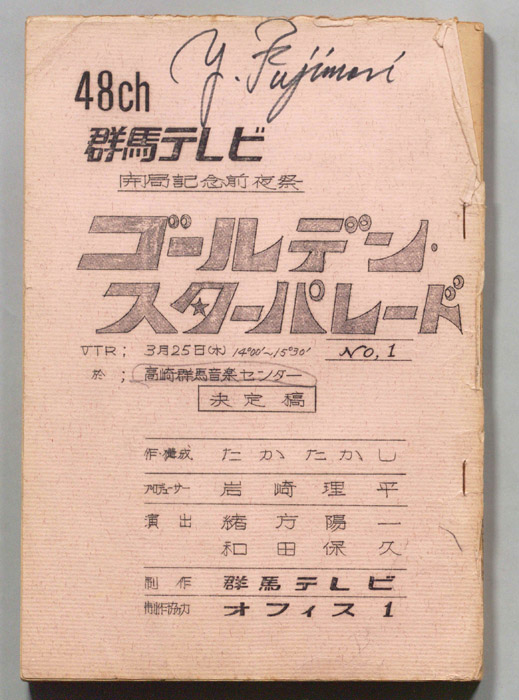 Y. Fujimori
48ch
群馬テレビ
開局記念前夜祭
ゴールデン・
スターパレード
VTR; 3月25日(木) 14°00'~15°30' No, 1
於 ; 高崎群馬音楽センター
決定稿
作・構成 たかたかし
プロデューサー 岩崎理平
演出 緒方陽一
和田保久
制作 群馬テレビ
制作協力 オフィス1